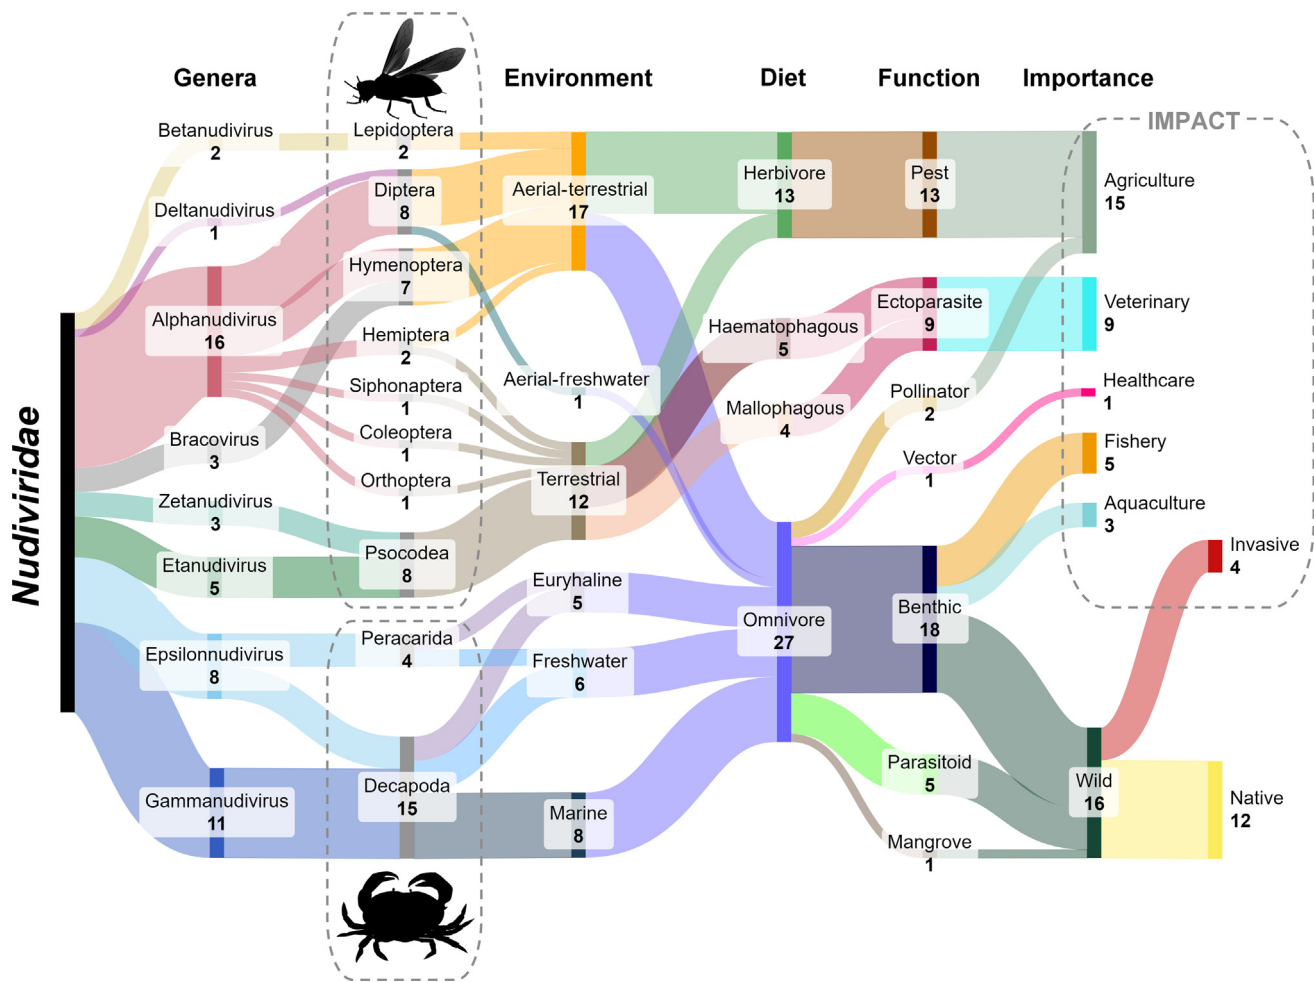 Nudiviridae
Genera
Betanudivirus
2
Deltanudivirus
1
Alphanudivirus
16
Bracovirus
3
Zetanudivirus
3
Etanudivirus
5
Epsilonnudivirus
8
Gammanudivirus
11
Lepidoptera
2
Diptera
8
Hymenoptera
7
Hemiptera
2
Siphonaptera
1
Coleoptera
1
Orthoptera
1
Psocodea
8
Peracarida
4
Decapoda
15
Environment
Aerial-terrestrial
17
Aerial-freshwater
1
Terrestrial
12
Euryhaline
5
Freshwater
6
Marine
8
Diet
Herbivore
13
Haematophagous
5
Mallophagous
4
Omnivore
27
Function
Pest
13
Ectoparasite
9
Pollinator
2
Vector
1
Benthic
18
Parasitoid
5
Mangrove
1
Importance
IMPACT
Agriculture
15
Veterinary
9
Healthcare
1
Fishery
5
Aquaculture
3
Invasive
4
Wild
16
Native
12